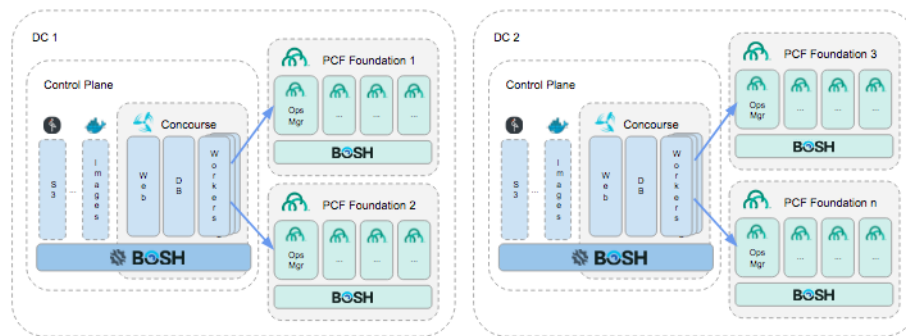 DC 1
Control Plane
S3
...
Images
Concourse
Web
DB
Workers
BOSH
PCF Foundation 1
Ops
Mgr
...
...
...
BOSH
PCF Foundation 2
Ops
Mgr
...
...
...
BOSH
DC 2
Control Plane
S3
...
Images
Concourse
Web
DB
Workers
BOSH
PCF Foundation 3
Ops
Mgr
...
...
...
BOSH
PCF Foundation n
Ops
Mgr
...
...
...
BOSH